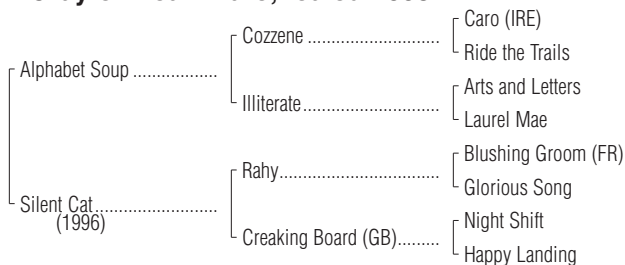 Caro (IRE)
Cozzene
Ride the Trails
Alphabet Soup
Arts and Letters
Illiterate
Laurel Mae
Blushing Groom (FR)
Rahy
Glorious Song
Silent Cat
(1996)
Night Shift
Creaking Board (GB)
Happy Landing